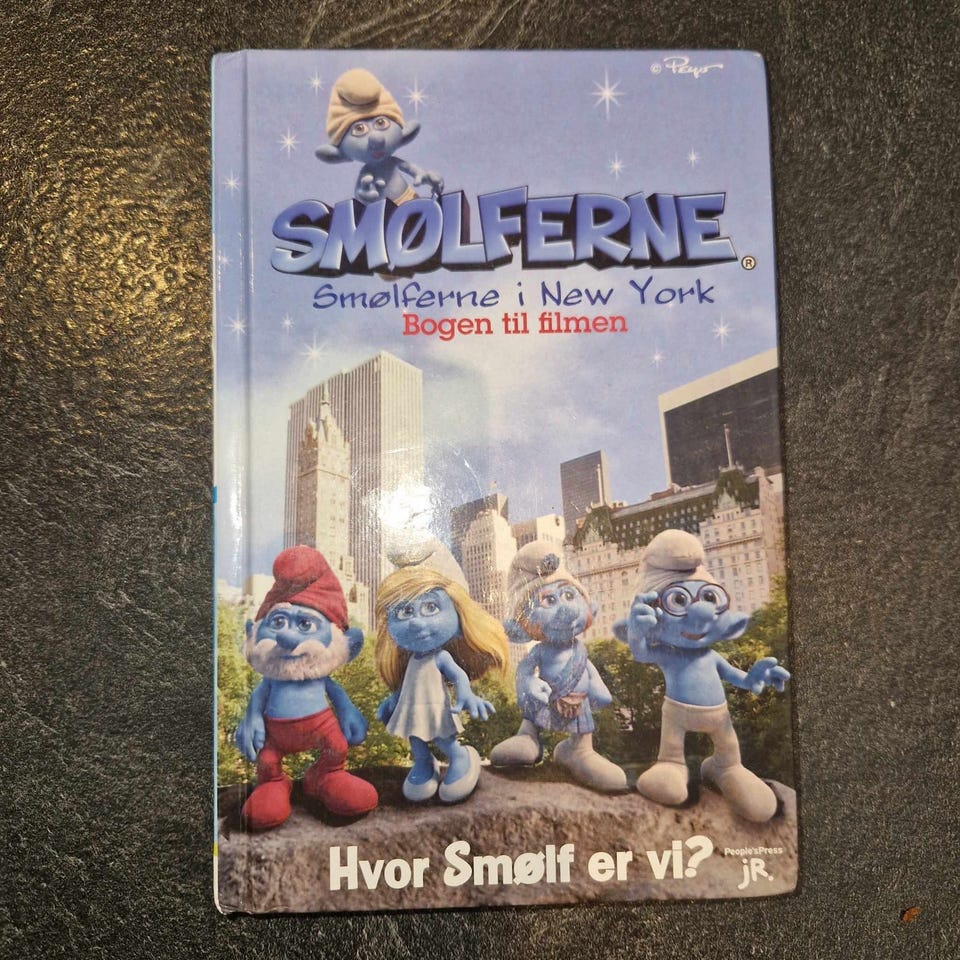 © Peyo
SMØLFERNE®
Smølferne i New York
Bogen til filmen
Hvor Smølf er vi?
People'sPress
jR.